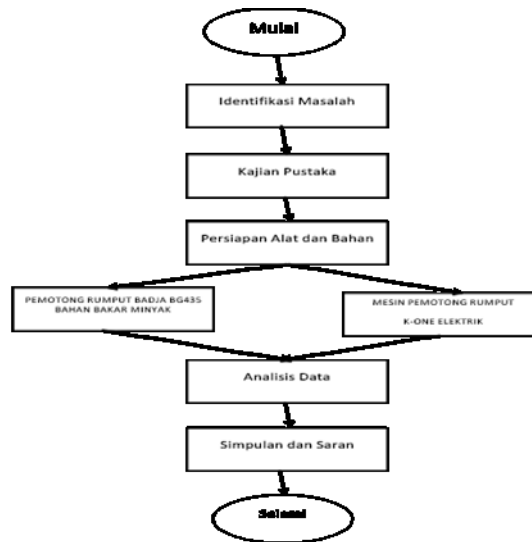 Mulai
Identifikasi Masalah
Kajian Pustaka
Persiapan Alat dan Bahan
PEMOTONG RUMPUT BADJA BG435
BAHAN BAKAR MINYAK
MESIN PEMOTONG RUMPUT
K-ONE ELEKTRIK
Analisis Data
Simpulan dan Saran
Selesai